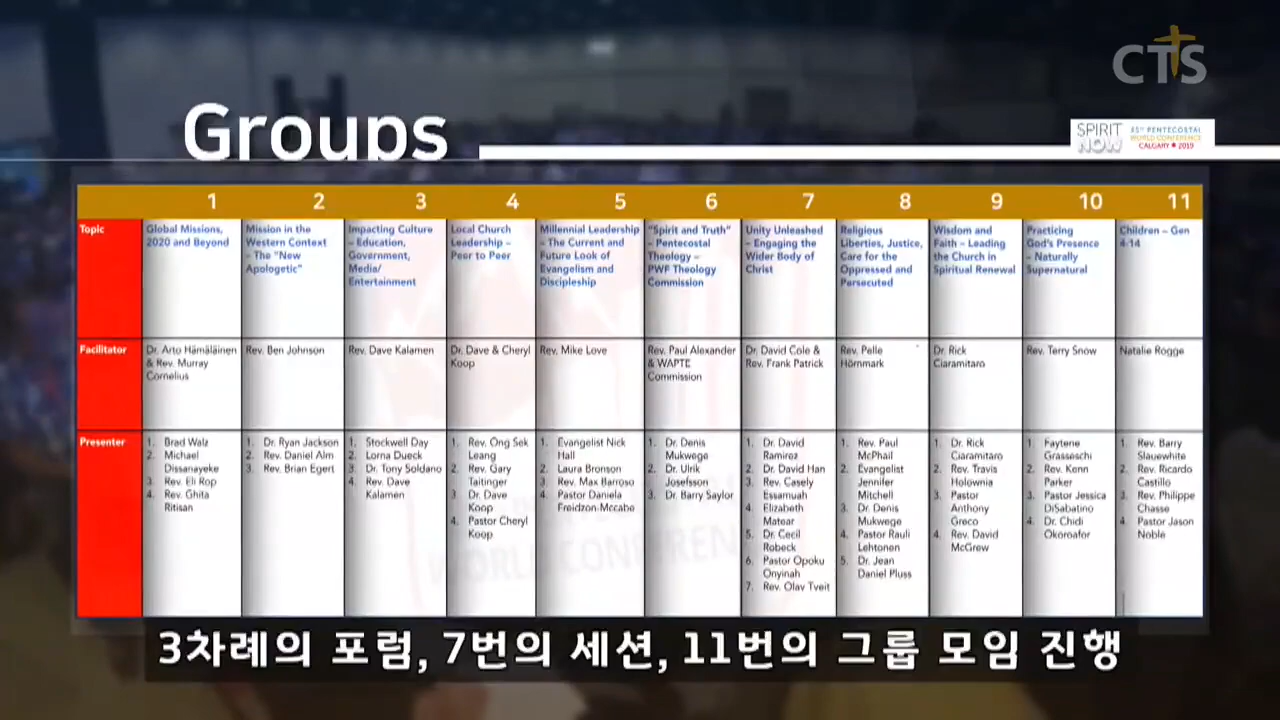 CTS
Groups
SPIRIT
NOW
25TH PENTECOSTAL
WORLD CONFERENCE
CALGARY 2019
1 2 3 4 5 6 7 8 9 10 11
Topic
Global Missions,
2020 and Beyond
Mission in the
Western Context
– The "New
Apologetic"
Impacting Culture
– Education,
Government,
Media/
Entertainment
Local Church
Leadership –
Peer to Peer
Millennial Leadership
– The Current and
Future Look of
Evangelism and
Discipleship
"Spirit and Truth"
– Pentecostal
Theology –
PWF Theology
Commission
Unity Unleashed
– Engaging the
Wider Body of
Christ
Religious
Liberties, Justice,
Care for the
Oppressed and
Persecuted
Wisdom and
Faith – Leading
the Church in
Spiritual Renewal
Practicing
God's Presence
– Naturally
Supernatural
Children – Gen
4:14
Facilitator
Dr. Arto Hämäläinen
& Rev. Murray
Cornelius
Rev. Ben Johnson
Rev. Dave Kalamen
Dr. Dave & Cheryl
Koop
Rev. Mike Love
Rev. Paul Alexander
& WAPTE
Commission
Dr. David Cole &
Rev. Frank Patrick
Rev. Pelle
Hörnmark
Dr. Rick
Ciaramitaro
Rev. Terry Snow
Natalie Rogge
Presenter
1. Brad Walz
2. Michael
Dissanayeke
3. Rev. Eli Rop
4. Rev. Ghita
Ritisan
1. Dr. Ryan Jackson
2. Rev. Daniel Alm
3. Rev. Brian Egert
1. Stockwell Day
2. Lorna Dueck
3. Dr. Tony Soldano
4. Rev. Dave
Kalamen
1. Rev. Ong Sek
Leang
2. Rev. Gary
Taitinger
3. Dr. Dave
Koop
4. Pastor Cheryl
Koop
1. Evangelist Nick
Hall
2. Laura Bronson
3. Rev. Max Barroso
4. Pastor Daniela
Freidzon-Mccabe
1. Dr. Denis
Mukwege
2. Dr. Ulrik
Josefsson
3. Dr. Barry Saylor
1. Dr. David
Ramirez
2. Dr. David Han
3. Rev. Casely
Essamuah
4. Elizabeth
Matear
5. Dr. Cecil
Robeck
6. Pastor Opoku
Onyinah
7. Rev. Olav Tveit
1. Rev. Paul
McPhail
2. Evangelist
Jennifer
Mitchell
3. Dr. Denis
Mukwege
4. Pastor Rauli
Lehtonen
5. Dr. Jean
Daniel Pluss
1. Dr. Rick
Ciaramitaro
2. Rev. Travis
Holownia
3. Pastor
Anthony
Greco
4. Rev. David
McGrew
1. Faytene
Grasseschi
2. Rev. Kenn
Parker
3. Pastor Jessica
DiSabatino
4. Dr. Chidi
Okoroafor
1. Rev. Barry
Slauenwhite
2. Rev. Ricardo
Castillo
3. Rev. Philippe
Chasse
4. Pastor Jason
Noble
WORLD CONFEREN
3차례의 포럼, 7번의 세션, 11번의 그룹 모임 진행